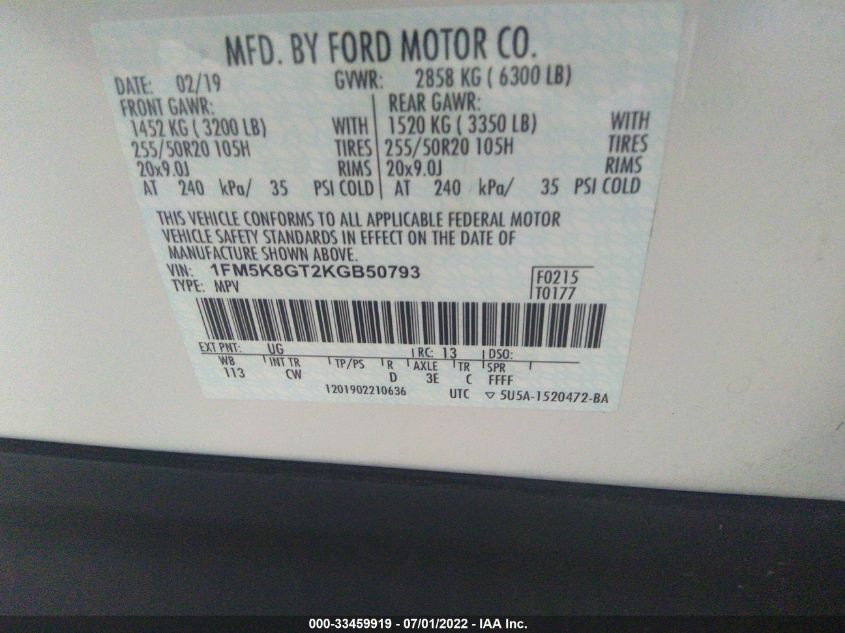 MFD. BY FORD MOTOR CO.
DATE: 02/19 GVWR: 2858 KG ( 6300 LB)
FRONT GAWR: REAR GAWR:
1452 KG ( 3200 LB) WITH 1520 KG ( 3350 LB) WITH
255/50R20 105H TIRES 255/50R20 105H TIRES
20x9.0J RIMS 20x9.0J RIMS
AT 240 kPa/ 35 PSI COLD AT 240 kPa/ 35 PSI COLD
THIS VEHICLE CONFORMS TO ALL APPLICABLE FEDERAL MOTOR
VEHICLE SAFETY STANDARDS IN EFFECT ON THE DATE OF
MANUFACTURE SHOWN ABOVE.
VIN: 1FM5K8GT2KGB50793 F0215
TYPE: MPV T0177
EXT PNT: UG RC: 13 DSO:
WB INT TR TP/PS R AXLE TR SPR
113 CW D 3E C FFFF
1201902210636 UTC ▽ 5U5A-1520472-BA
000-33459919 - 07/01/2022 - IAA Inc.